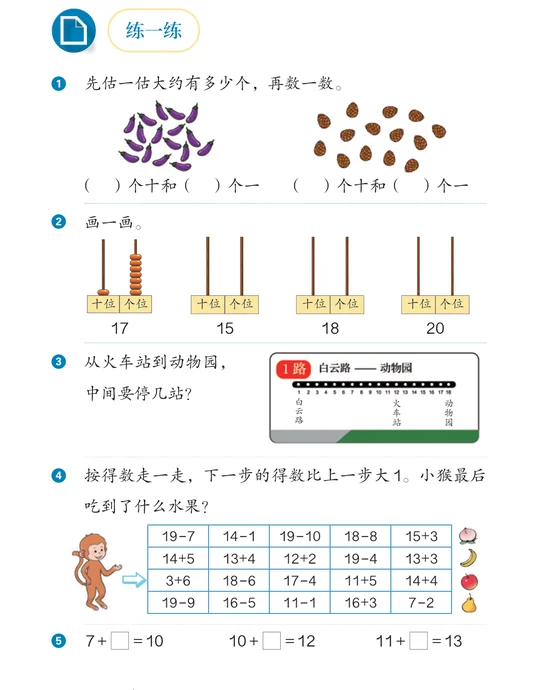 练一练
1 先估一估大约有多少个，再数一数。
（ ）个十和（ ）个一 （ ）个十和（ ）个一
2 画一画。
十位 个位 十位 个位 十位 个位 十位 个位
17 15 18 20
3 从火车站到动物园，
中间要停几站？
1路 白云路 —— 动物园
1 2 3 4 5 6 7 8 9 10 11 12 13 14 15 16 17 18
白云路 火车站 动物园
4 按得数走一走，下一步的得数比上一步大1。小猴最后
吃到了什么水果？
19−7 14−1 19−10 18−8 15+3
14+5 13+4 12+2 19−4 13+3
3+6 18−6 17−4 11+5 14+4
19−9 16−5 11−1 16+3 7−2
5 7+□=10 10+□=12 11+□=13